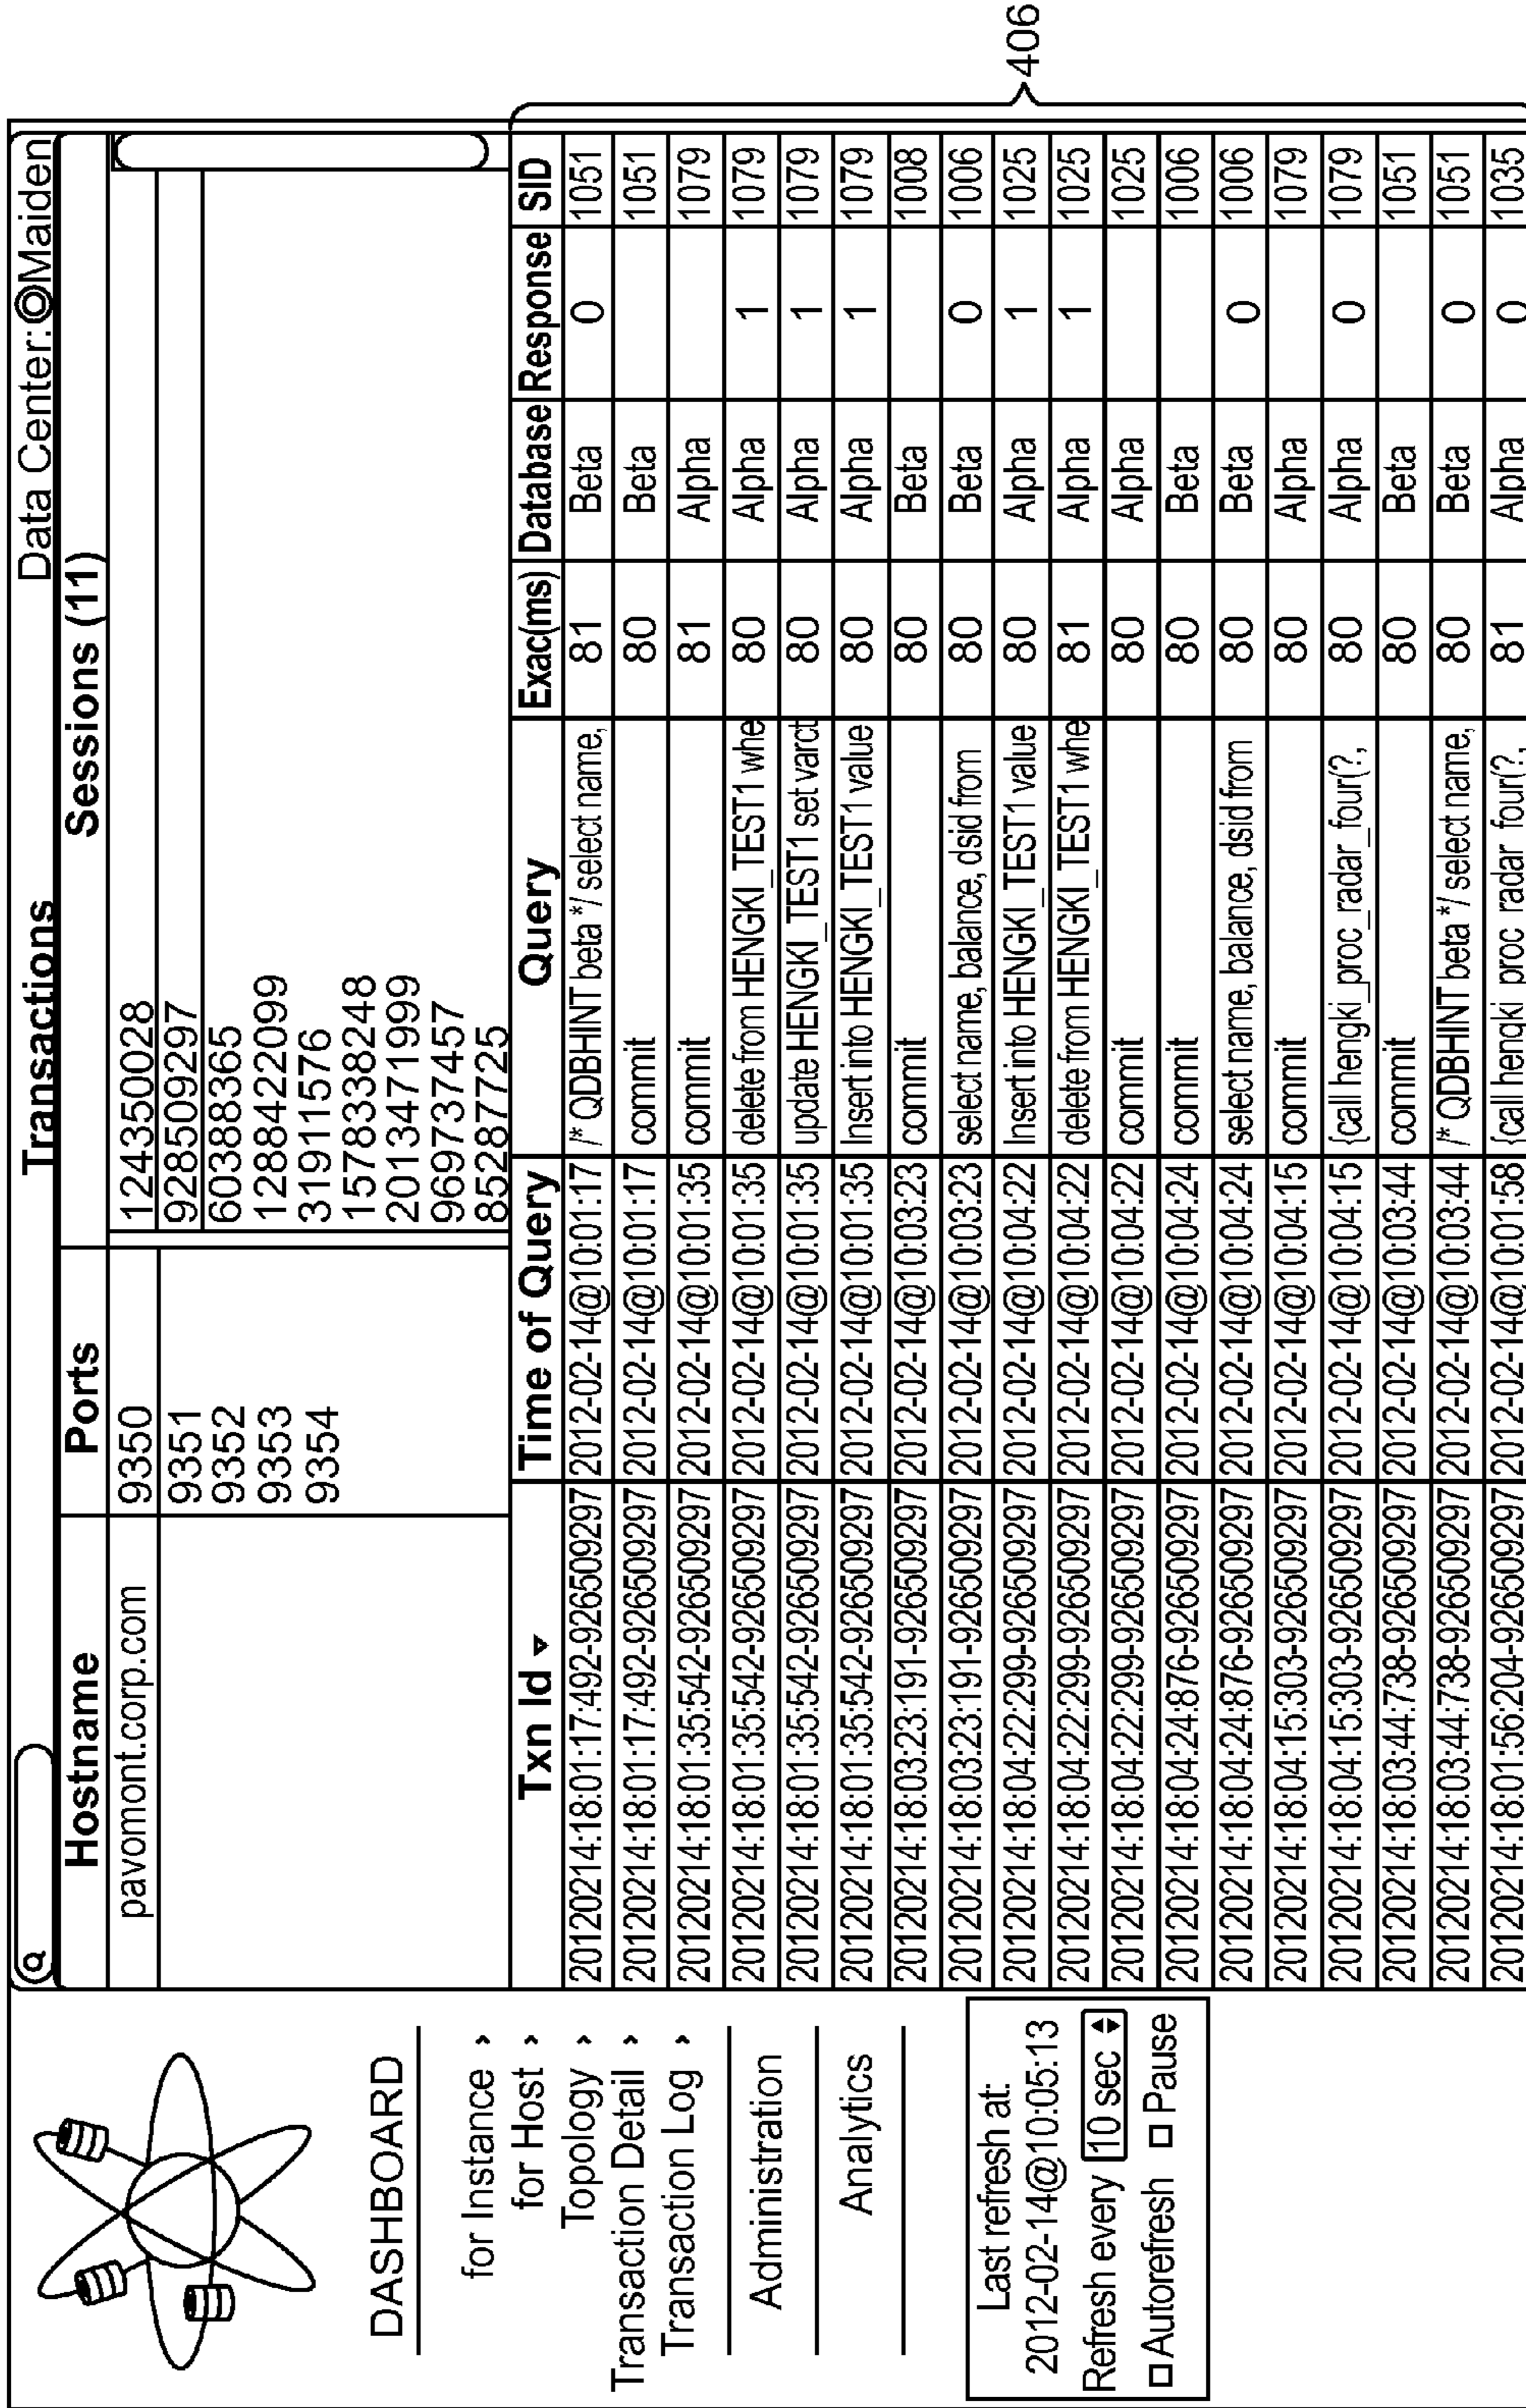 DASHBOARD
for Instance ›
for Host ›
Topology ›
Transaction Detail ›
Transaction Log ›
Administration
Analytics
Last refresh at:
2012-02-14@10:05:13
Refresh every 10 sec
Autorefresh Pause
Transactions Data Center: Maiden
Hostname Ports Sessions (11)
pavomont.corp.com 9350 124350028
9351 928509297
9352 60388365
9353 1288422099
9354 31911576
1578338248
2013471999
969737457
85287725
Txn Id Time of Query Query Exac(ms) Database Response SID
20120214:18:01:17:492-926509297 2012-02-14@10:01:17 /* QDBHINT beta */ select name, 81 Beta 0 1051
20120214:18:01:17:492-926509297 2012-02-14@10:01:17 commit 80 Beta 1051
20120214:18:01:35:542-926509297 2012-02-14@10:01:35 commit 81 Alpha 1079
20120214:18:01:35:542-926509297 2012-02-14@10:01:35 delete from HENGKI_TEST1 whe 80 Alpha 1 1079
20120214:18:01:35:542-926509297 2012-02-14@10:01:35 update HENGKI_TEST1 set varct 80 Alpha 1 1079
20120214:18:01:35:542-926509297 2012-02-14@10:01:35 Insert into HENGKI_TEST1 value 80 Alpha 1 1079
20120214:18:03:23:191-926509297 2012-02-14@10:03:23 commit 80 Beta 1008
20120214:18:03:23:191-926509297 2012-02-14@10:03:23 select name, balance, dsid from 80 Beta 0 1006
20120214:18:04:22:299-926509297 2012-02-14@10:04:22 Insert into HENGKI_TEST1 value 80 Alpha 1 1025
20120214:18:04:22:299-926509297 2012-02-14@10:04:22 delete from HENGKI_TEST1 whe 81 Alpha 1 1025
20120214:18:04:22:299-926509297 2012-02-14@10:04:22 commit 80 Alpha 1025
20120214:18:04:24:876-926509297 2012-02-14@10:04:24 commit 80 Beta 1006
20120214:18:04:24:876-926509297 2012-02-14@10:04:24 select name, balance, dsid from 80 Beta 0 1006
20120214:18:04:15:303-926509297 2012-02-14@10:04:15 commit 80 Alpha 1079
20120214:18:04:15:303-926509297 2012-02-14@10:04:15 {call hengki_proc_radar_four(?, 80 Alpha 0 1079
20120214:18:03:44:738-926509297 2012-02-14@10:03:44 commit 80 Beta 1051
20120214:18:03:44:738-926509297 2012-02-14@10:03:44 /* QDBHINT beta */ select name, 80 Beta 0 1051
20120214:18:01:56:204-926509297 2012-02-14@10:01:58 {call hengki_proc_radar_four(?, 81 Alpha 0 1035
406